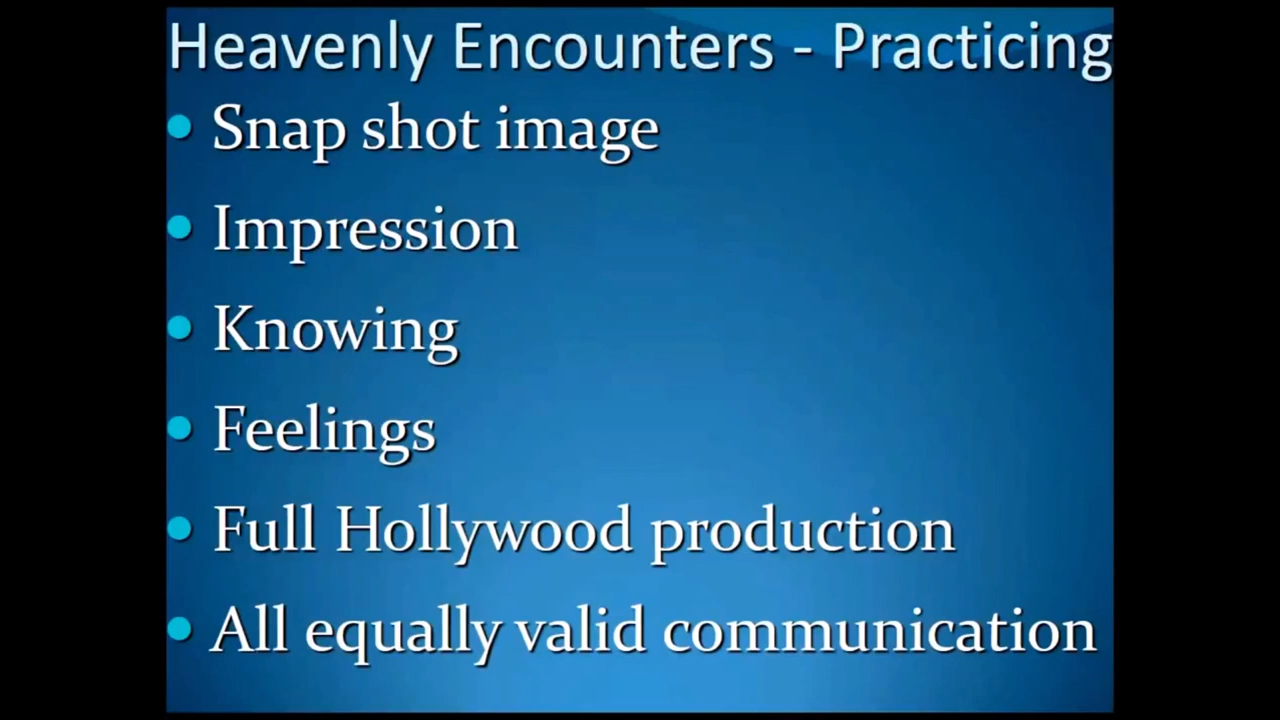 Heavenly Encounters - Practicing
• Snap shot image
• Impression
• Knowing
• Feelings
• Full Hollywood production
• All equally valid communication